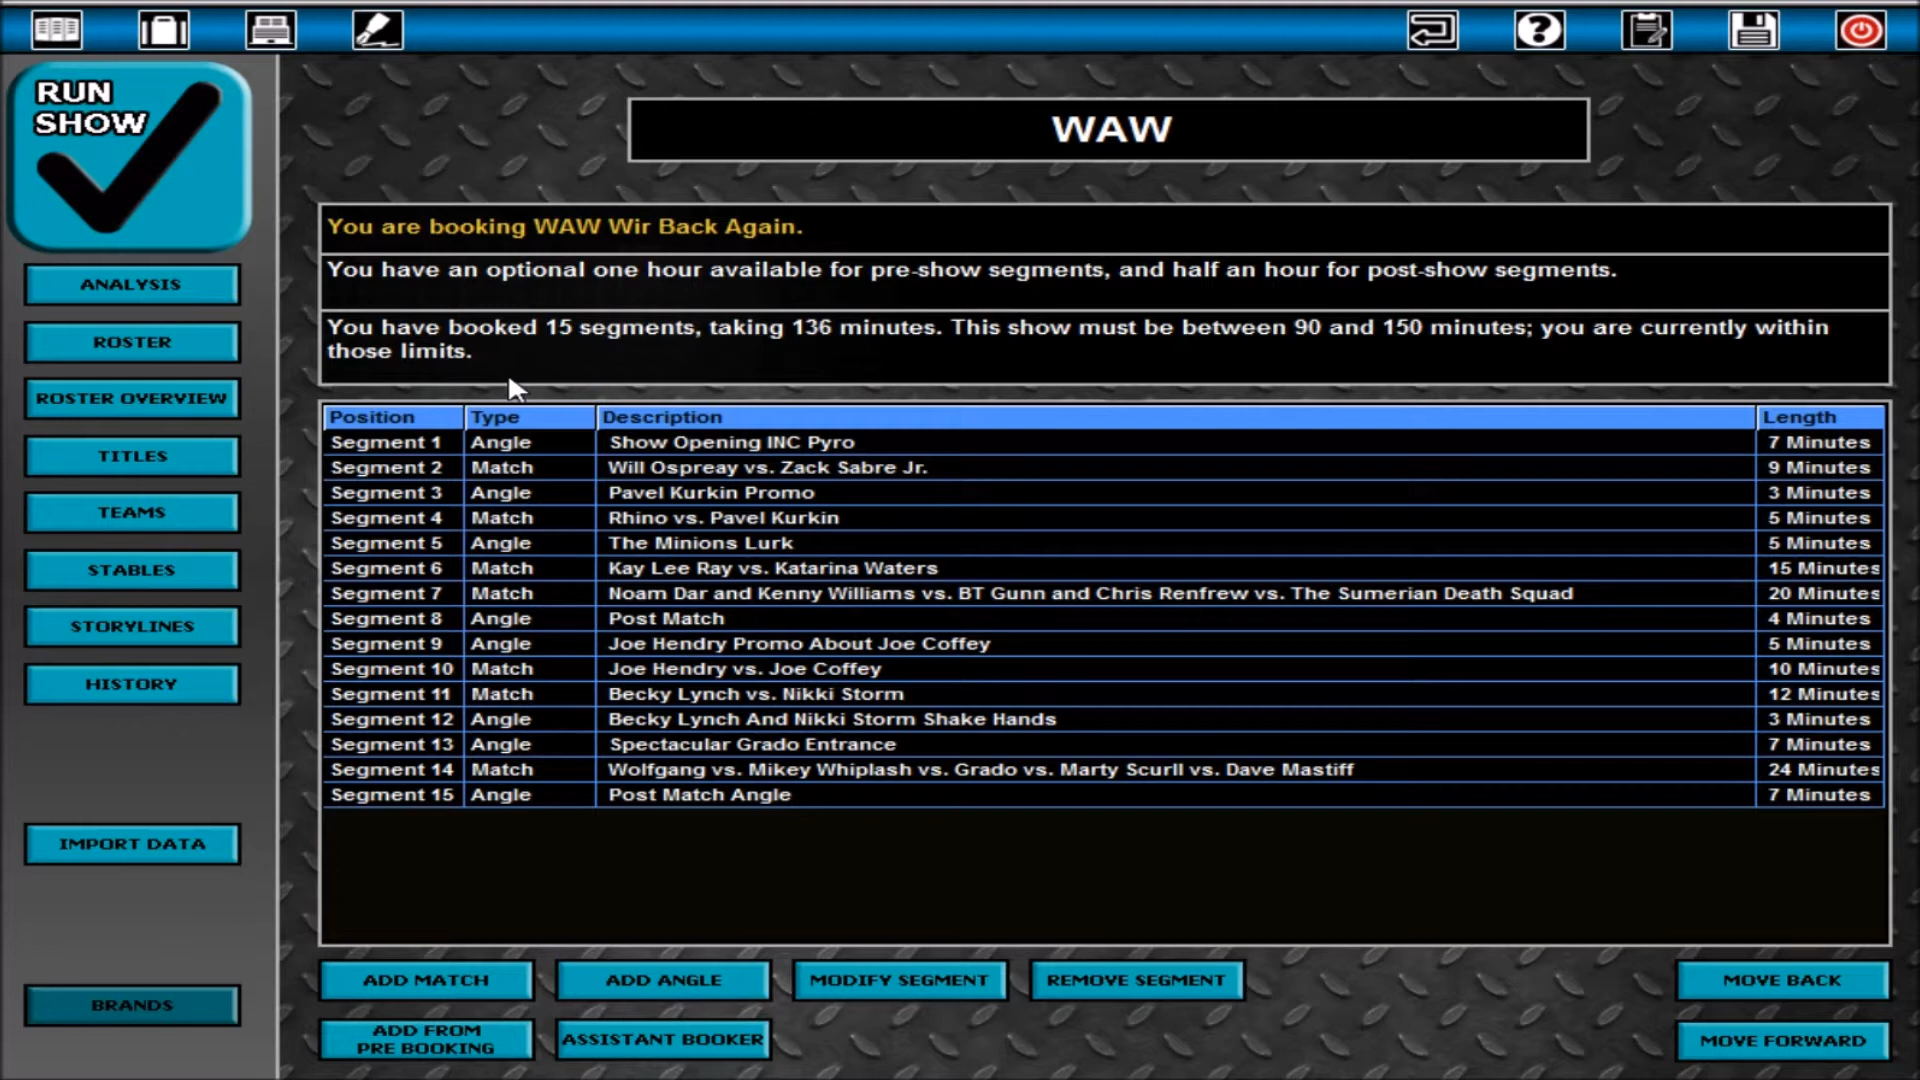 RUN
SHOW
WAW
You are booking WAW Wir Back Again.
You have an optional one hour available for pre-show segments, and half an hour for post-show segments.
You have booked 15 segments, taking 136 minutes. This show must be between 90 and 150 minutes; you are currently within
those limits.
ANALYSIS
ROSTER
ROSTER OVERVIEW
TITLES
TEAMS
STABLES
STORYLINES
HISTORY
IMPORT DATA
BRANDS
Position Type Description Length
Segment 1 Angle Show Opening INC Pyro 7 Minutes
Segment 2 Match Will Ospreay vs. Zack Sabre Jr. 9 Minutes
Segment 3 Angle Pavel Kurkin Promo 3 Minutes
Segment 4 Match Rhino vs. Pavel Kurkin 5 Minutes
Segment 5 Angle The Minions Lurk 5 Minutes
Segment 6 Match Kay Lee Ray vs. Katarina Waters 15 Minutes
Segment 7 Match Noam Dar and Kenny Williams vs. BT Gunn and Chris Renfrew vs. The Sumerian Death Squad 20 Minutes
Segment 8 Angle Post Match 4 Minutes
Segment 9 Angle Joe Hendry Promo About Joe Coffey 5 Minutes
Segment 10 Match Joe Hendry vs. Joe Coffey 10 Minutes
Segment 11 Match Becky Lynch vs. Nikki Storm 12 Minutes
Segment 12 Angle Becky Lynch And Nikki Storm Shake Hands 3 Minutes
Segment 13 Angle Spectacular Grado Entrance 7 Minutes
Segment 14 Match Wolfgang vs. Mikey Whiplash vs. Grado vs. Marty Scurll vs. Dave Mastiff 24 Minutes
Segment 15 Angle Post Match Angle 7 Minutes
ADD MATCH
ADD ANGLE
MODIFY SEGMENT
REMOVE SEGMENT
MOVE BACK
ADD FROM
PRE BOOKING
ASSISTANT BOOKER
MOVE FORWARD